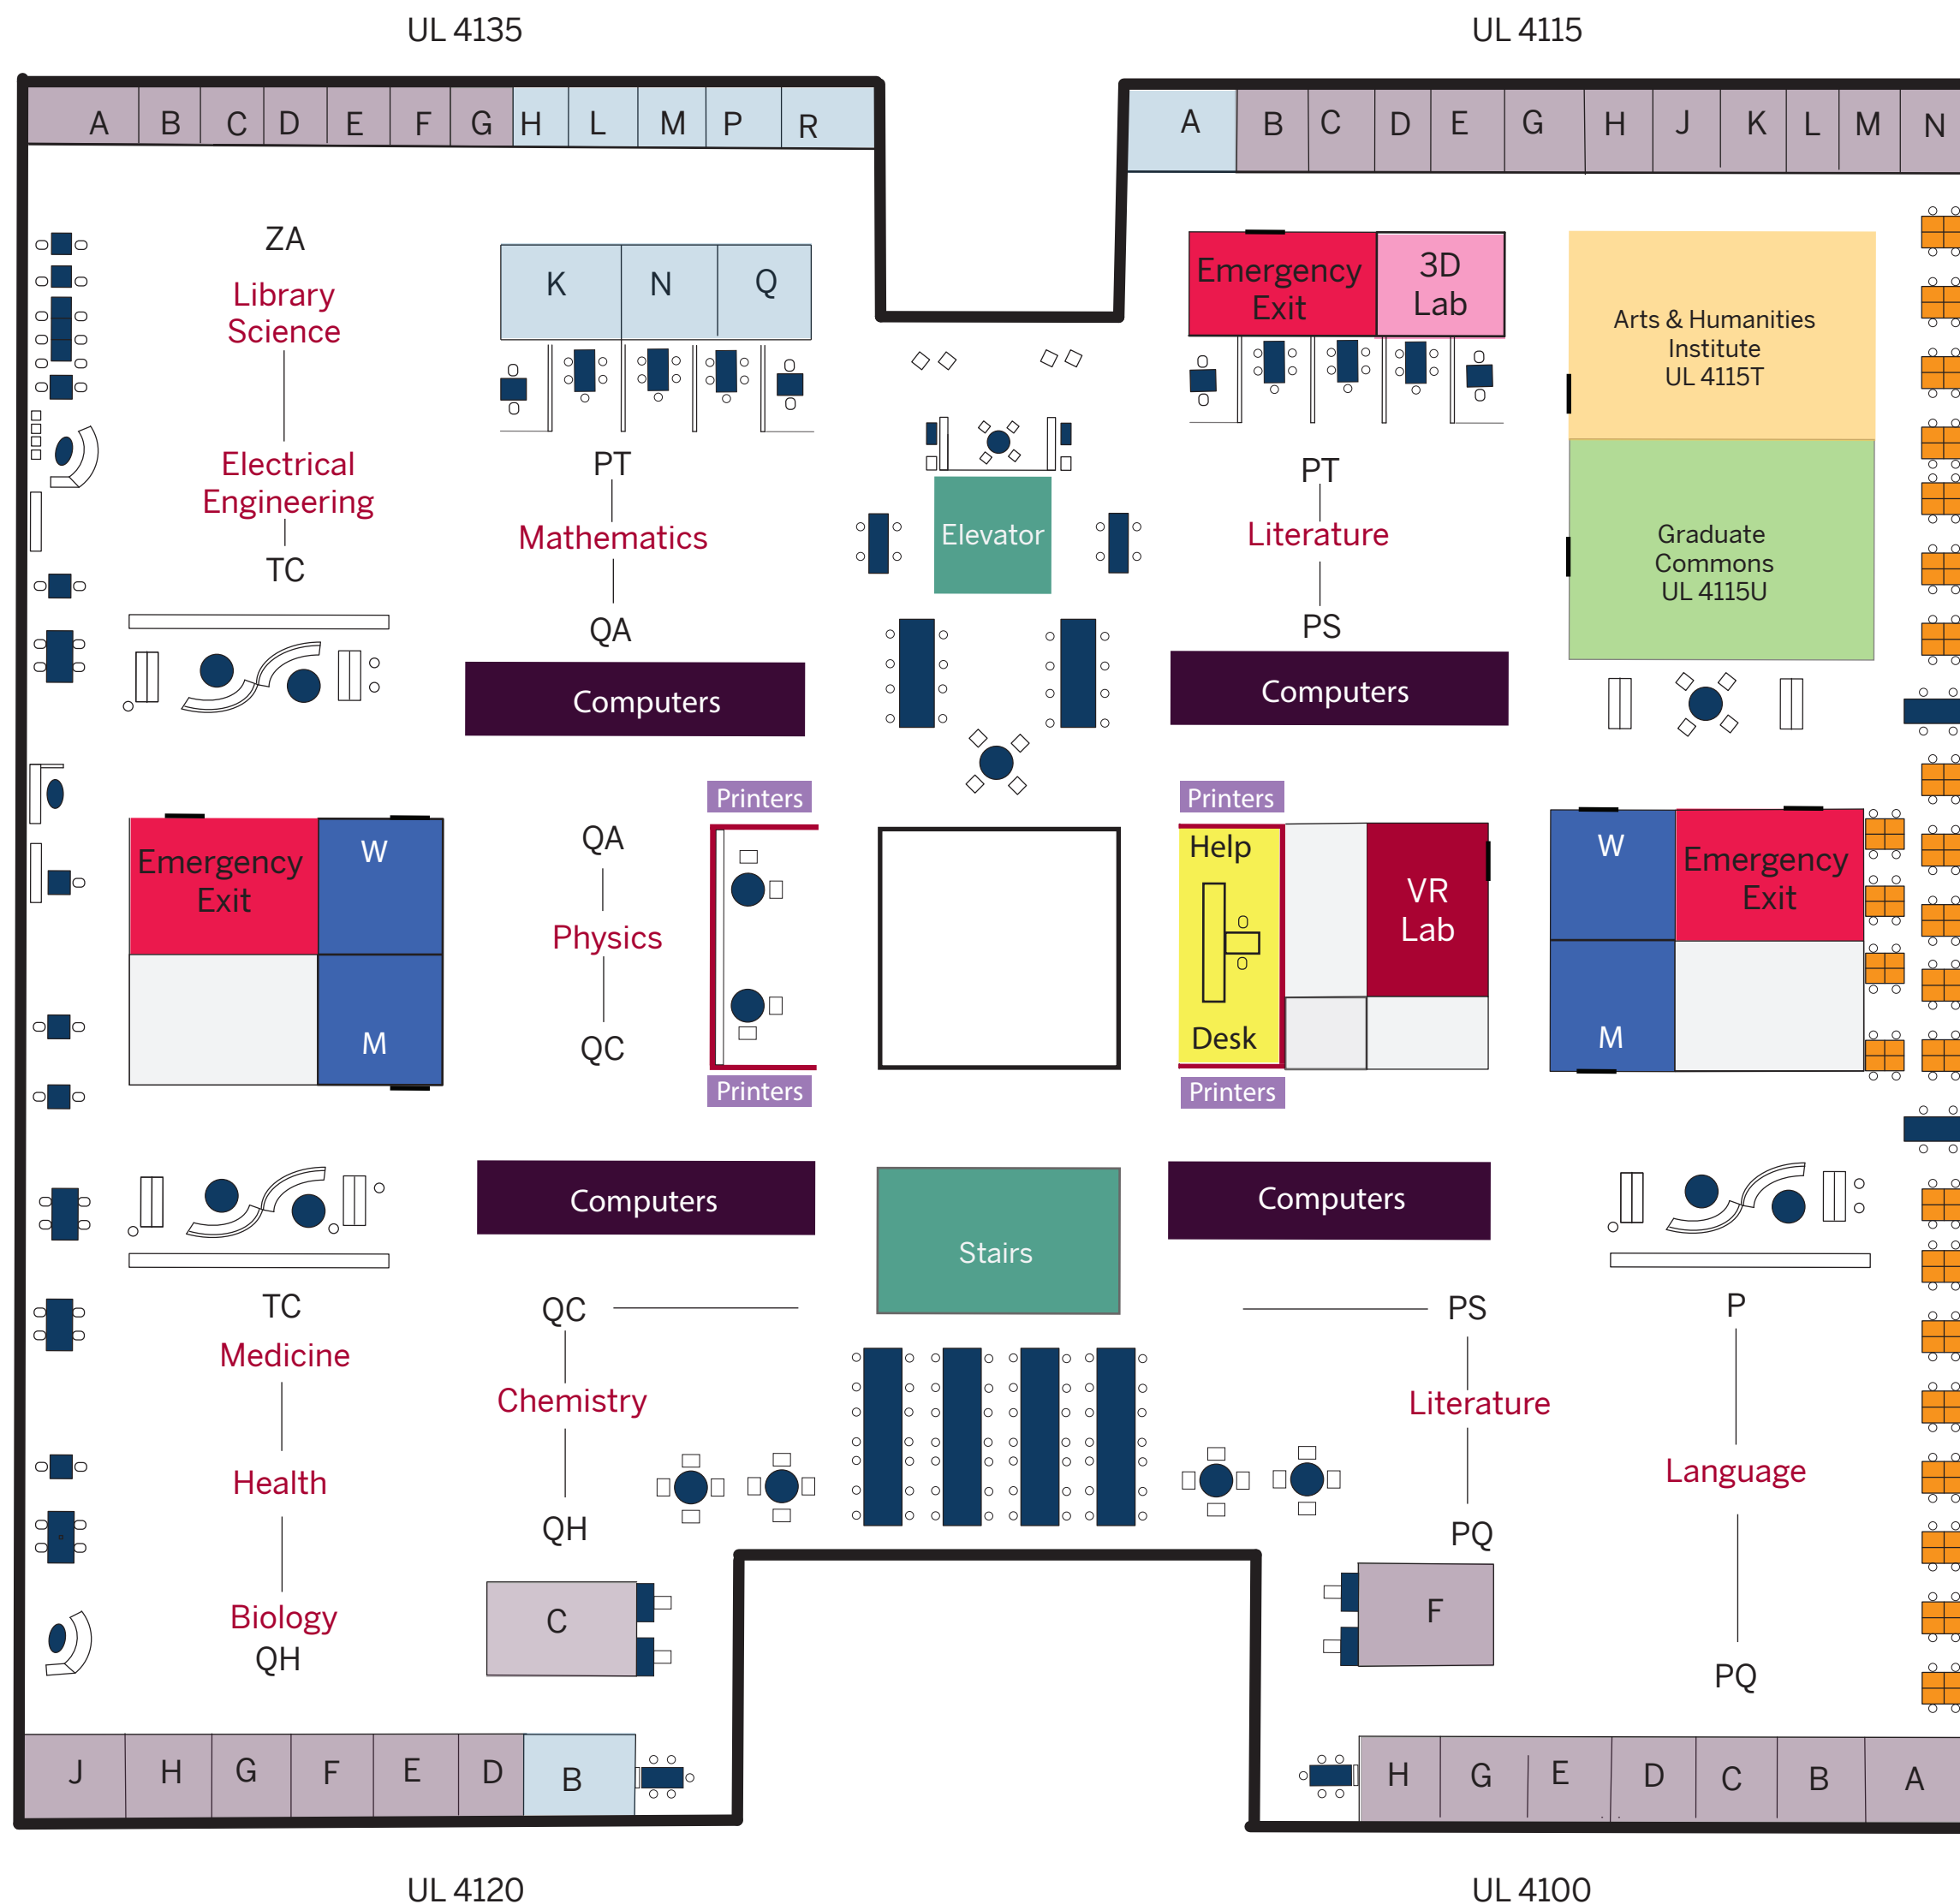 UL 4135
UL 4115
A B C D E F G H L M P R
A B C D E G H J K L M N
ZA
Library
Science
Electrical
Engineering
TC
K N Q
PT
Mathematics
QA
Computers
Elevator
Emergency
Exit
3D
Lab
PT
Literature
PS
Computers
Arts & Humanities
Institute
UL 4115T
Graduate
Commons
UL 4115U
Emergency
Exit
W
M
QA
Physics
QC
Printers
Printers
Printers
Help
Desk
Printers
VR
Lab
W
M
Emergency
Exit
Computers
Stairs
Computers
TC
Medicine
Health
Biology
QH
QC
Chemistry
QH
C
PS
Literature
PQ
F
P
Language
PQ
J H G F E D B
H G E D C B A
UL 4120
UL 4100